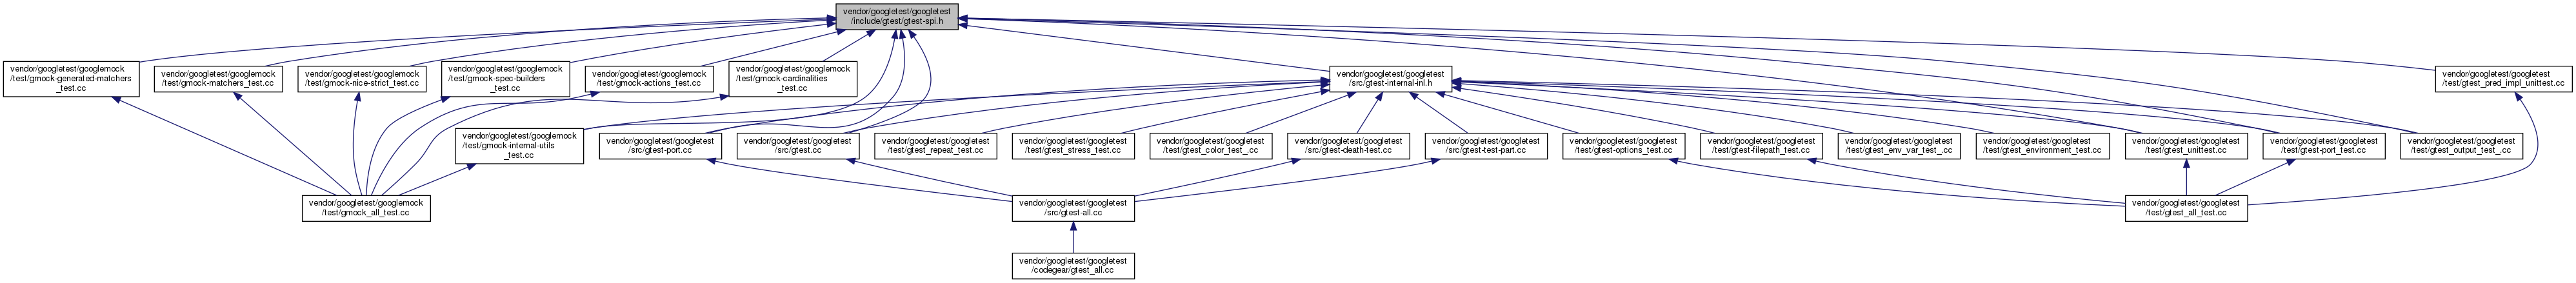 vendor/googletest/googletest
/include/gtest/gtest-spi.h
vendor/googletest/googlemock
/test/gmock-generated-matchers
_test.cc
vendor/googletest/googlemock
/test/gmock-matchers_test.cc
vendor/googletest/googlemock
/test/gmock-nice-strict_test.cc
vendor/googletest/googlemock
/test/gmock-spec-builders
_test.cc
vendor/googletest/googlemock
/test/gmock-actions_test.cc
vendor/googletest/googlemock
/test/gmock-cardinalities
_test.cc
vendor/googletest/googletest
/src/gtest-internal-inl.h
vendor/googletest/googletest
/test/gtest_pred_impl_unittest.cc
vendor/googletest/googlemock
/test/gmock-internal-utils
_test.cc
vendor/googletest/googletest
/src/gtest-port.cc
vendor/googletest/googletest
/src/gtest.cc
vendor/googletest/googletest
/test/gtest_repeat_test.cc
vendor/googletest/googletest
/test/gtest_stress_test.cc
vendor/googletest/googletest
/test/gtest_color_test_.cc
vendor/googletest/googletest
/src/gtest-death-test.cc
vendor/googletest/googletest
/src/gtest-test-part.cc
vendor/googletest/googletest
/test/gtest-options_test.cc
vendor/googletest/googletest
/test/gtest-filepath_test.cc
vendor/googletest/googletest
/test/gtest_env_var_test_.cc
vendor/googletest/googletest
/test/gtest_environment_test.cc
vendor/googletest/googletest
/test/gtest_unittest.cc
vendor/googletest/googletest
/test/gtest-port_test.cc
vendor/googletest/googletest
/test/gtest_output_test_.cc
vendor/googletest/googlemock
/test/gmock_all_test.cc
vendor/googletest/googletest
/src/gtest-all.cc
vendor/googletest/googletest
/test/gtest_all_test.cc
vendor/googletest/googletest
/codegear/gtest_all.cc